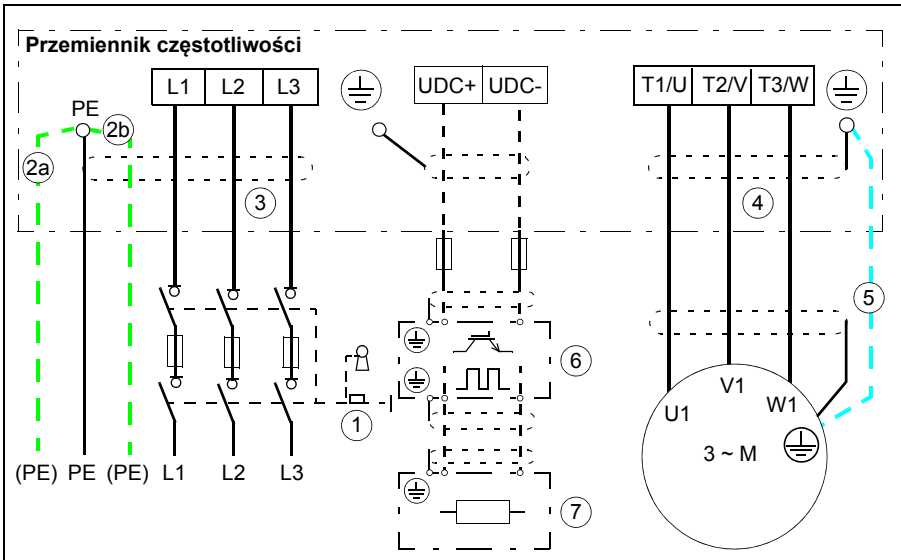 Przemiennik częstotliwości
L1 L2 L3
UDC+ UDC-
T1/U T2/V T3/W
PE
2b
2a
3
4
5
6
1
7
U1
V1
W1
3 ~ M
(PE) PE (PE) L1 L2 L3